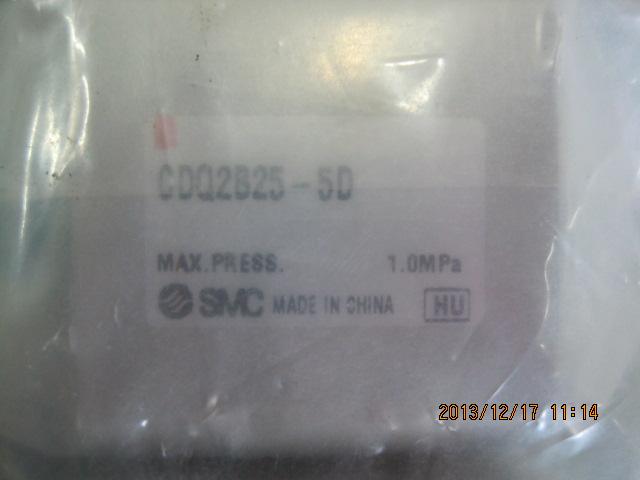 CDQ2B25-5D
MAX.PRESS. 1.0MPa
SMC MADE IN CHINA HU
2013/12/17 11:14